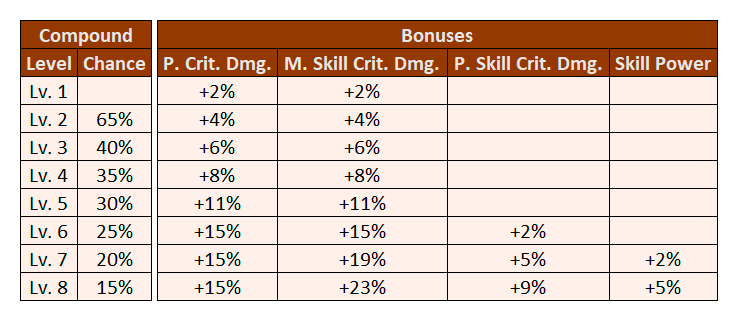 Compound Bonuses
Level Chance P. Crit. Dmg. M. Skill Crit. Dmg. P. Skill Crit. Dmg. Skill Power
Lv. 1 +2% +2%
Lv. 2 65% +4% +4%
Lv. 3 40% +6% +6%
Lv. 4 35% +8% +8%
Lv. 5 30% +11% +11%
Lv. 6 25% +15% +15% +2%
Lv. 7 20% +15% +19% +5% +2%
Lv. 8 15% +15% +23% +9% +5%